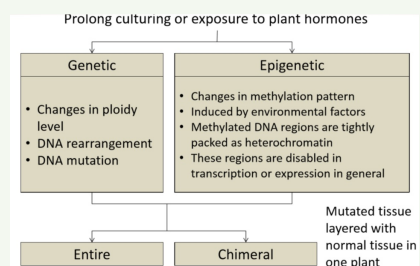 Prolong culturing or exposure to plant hormones
Genetic
• Changes in ploidy
level
• DNA rearrangement
• DNA mutation
Epigenetic
• Changes in methylation pattern
• Induced by environmental factors
• Methylated DNA regions are tightly
packed as heterochromatin
• These regions are disabled in
transcription or expression in general
Mutated tissue
layered with
normal tissue in
one plant
Entire
Chimeral